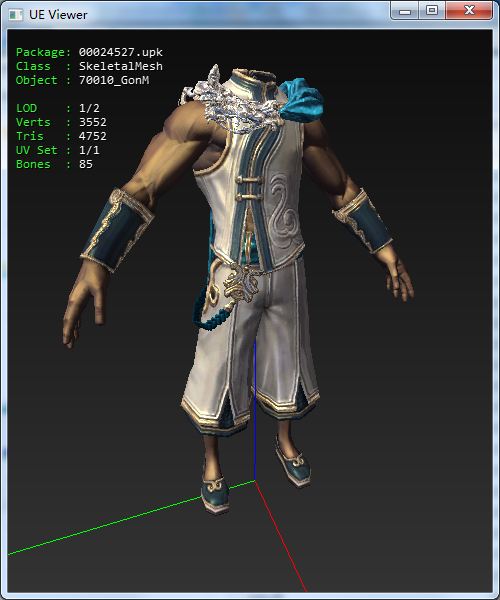 UE Viewer
Package: 00024527.upk
Class  : SkeletalMesh
Object : 70010_GonM
LOD    : 1/2
Verts  : 3552
Tris   : 4752
UV Set : 1/1
Bones  : 85